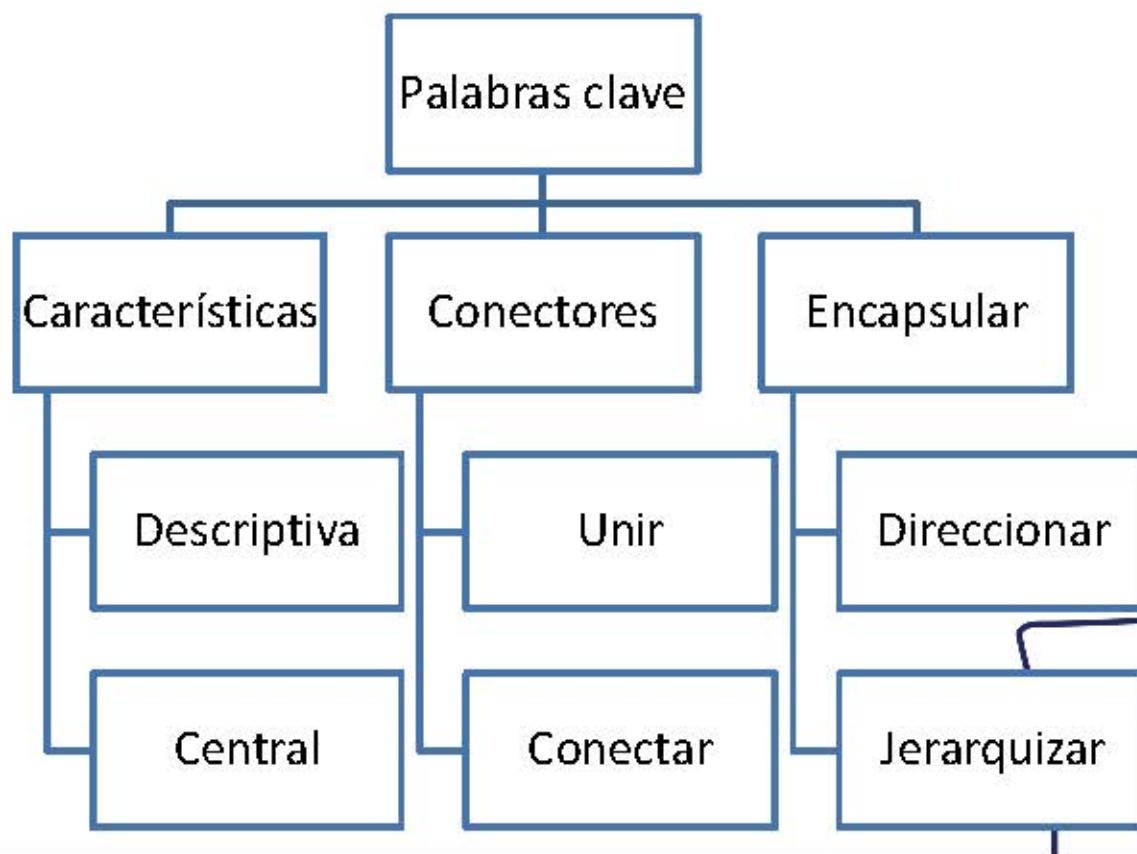 Palabras clave
Características
Conectores
Encapsular
Descriptiva
Unir
Direccionar
Central
Conectar
Jerarquizar